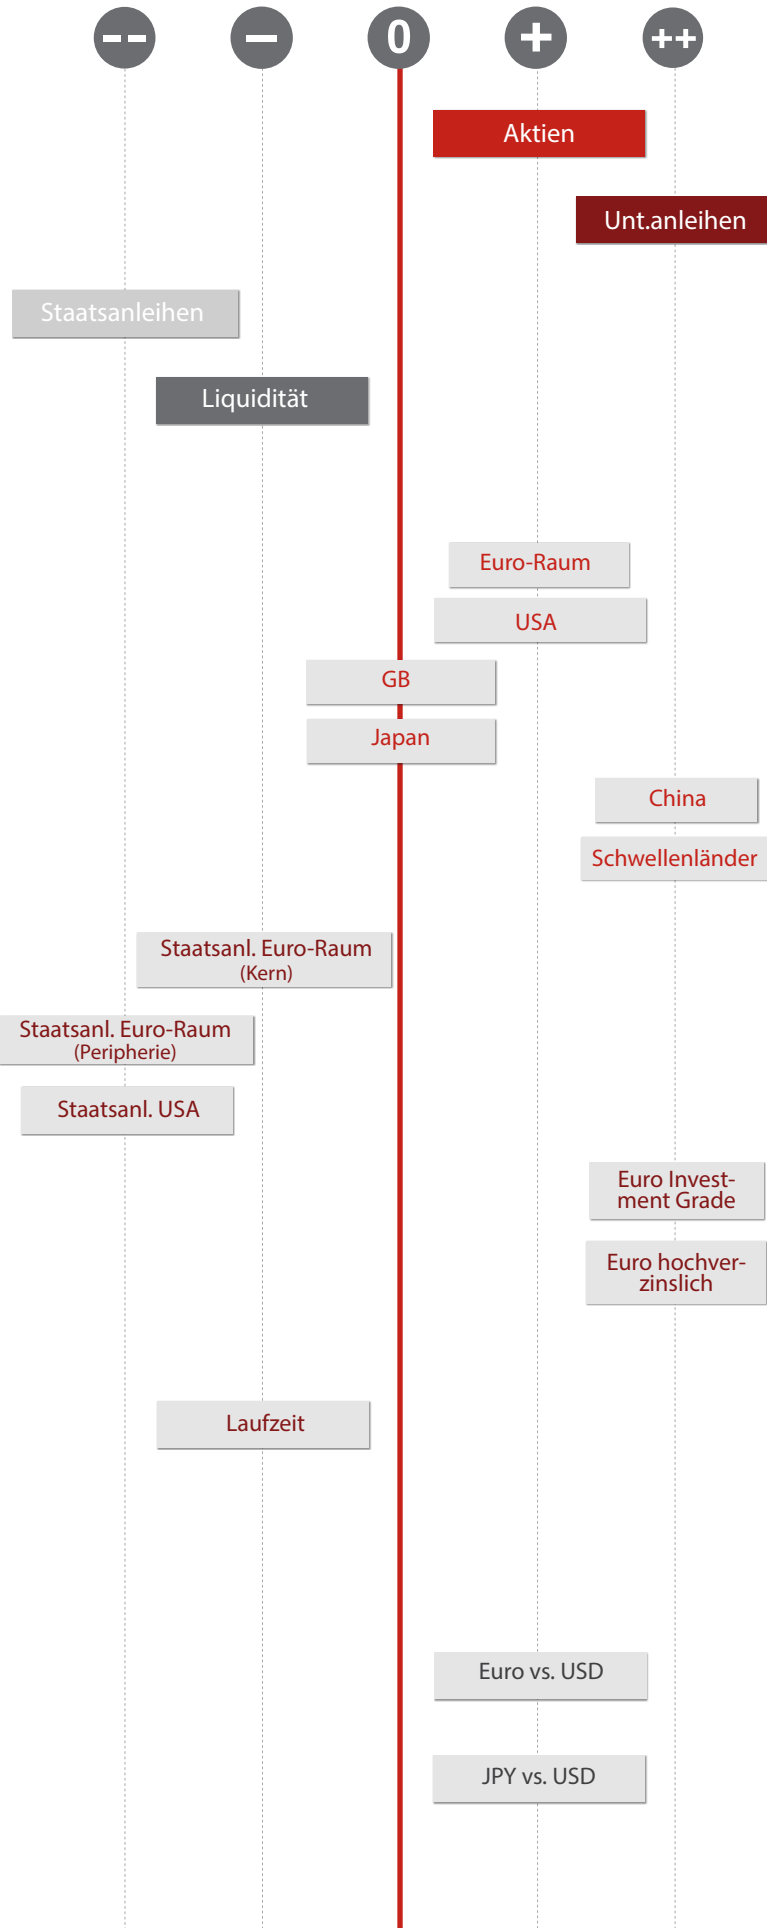 -- - 0 + ++
Aktien
Unt.anleihen
Staatsanleihen
Liquidität
Euro-Raum
USA
GB
Japan
China
Schwellenländer
Staatsanl. Euro-Raum
(Kern)
Staatsanl. Euro-Raum
(Peripherie)
Staatsanl. USA
Euro Invest-
ment Grade
Euro hochver-
zinslich
Laufzeit
Euro vs. USD
JPY vs. USD